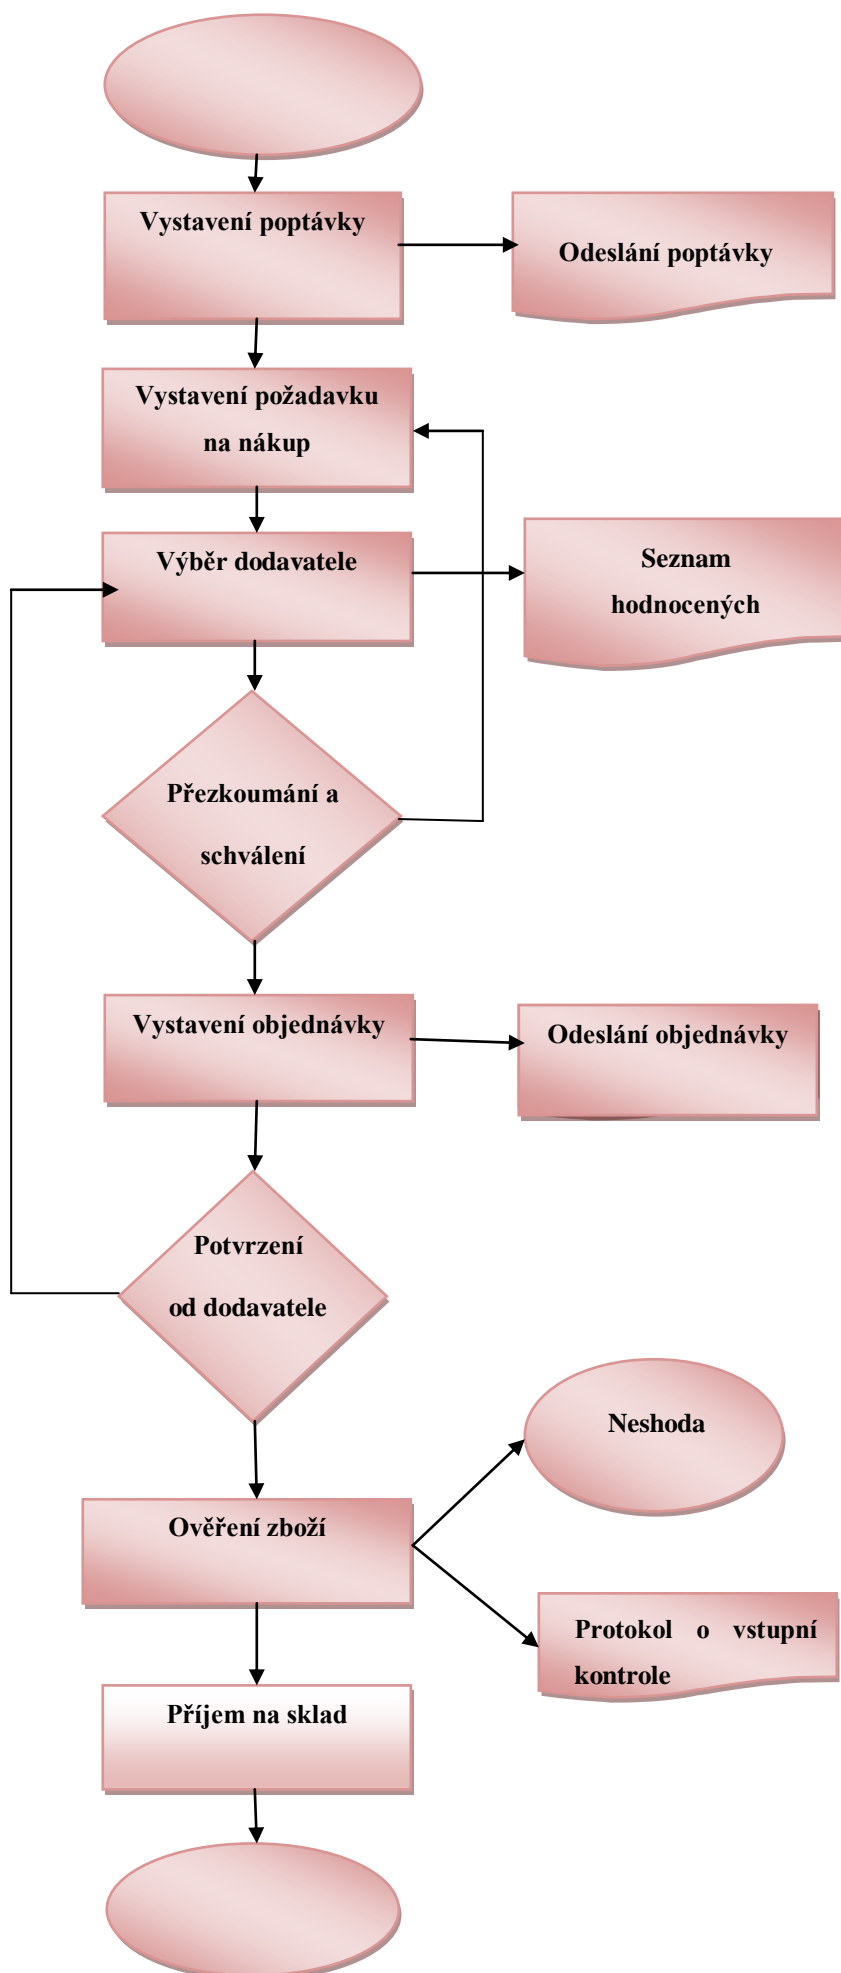 Vystavení poptávky
Odeslání poptávky
Vystavení požadavku
na nákup
Výběr dodavatele
Seznam
hodnocených
Přezkoumání a
schválení
Vystavení objednávky
Odeslání objednávky
Potvrzení
od dodavatele
Neshoda
Ověření zboží
Protokol o vstupní
kontrole
Příjem na sklad